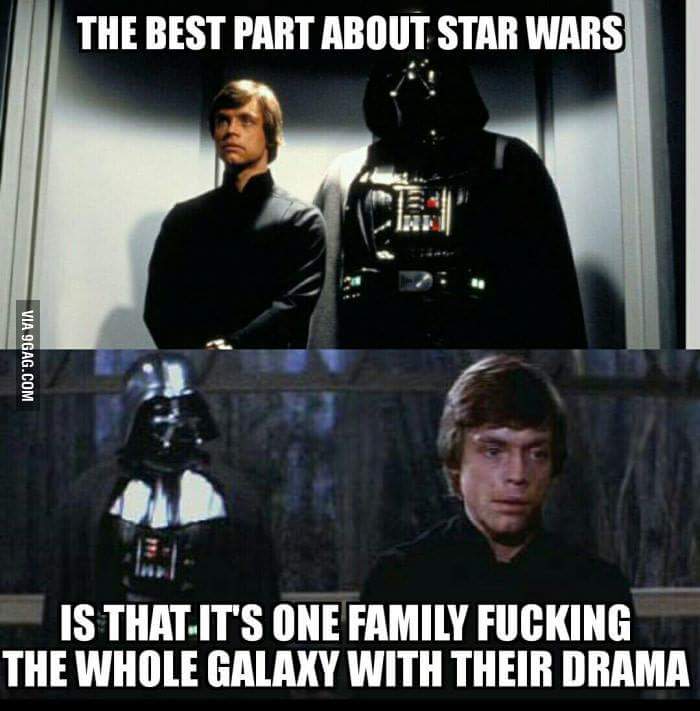 THE BEST PART ABOUT STAR WARS
VIA 9GAG.COM
IS THAT IT'S ONE FAMILY FUCKING
THE WHOLE GALAXY WITH THEIR DRAMA